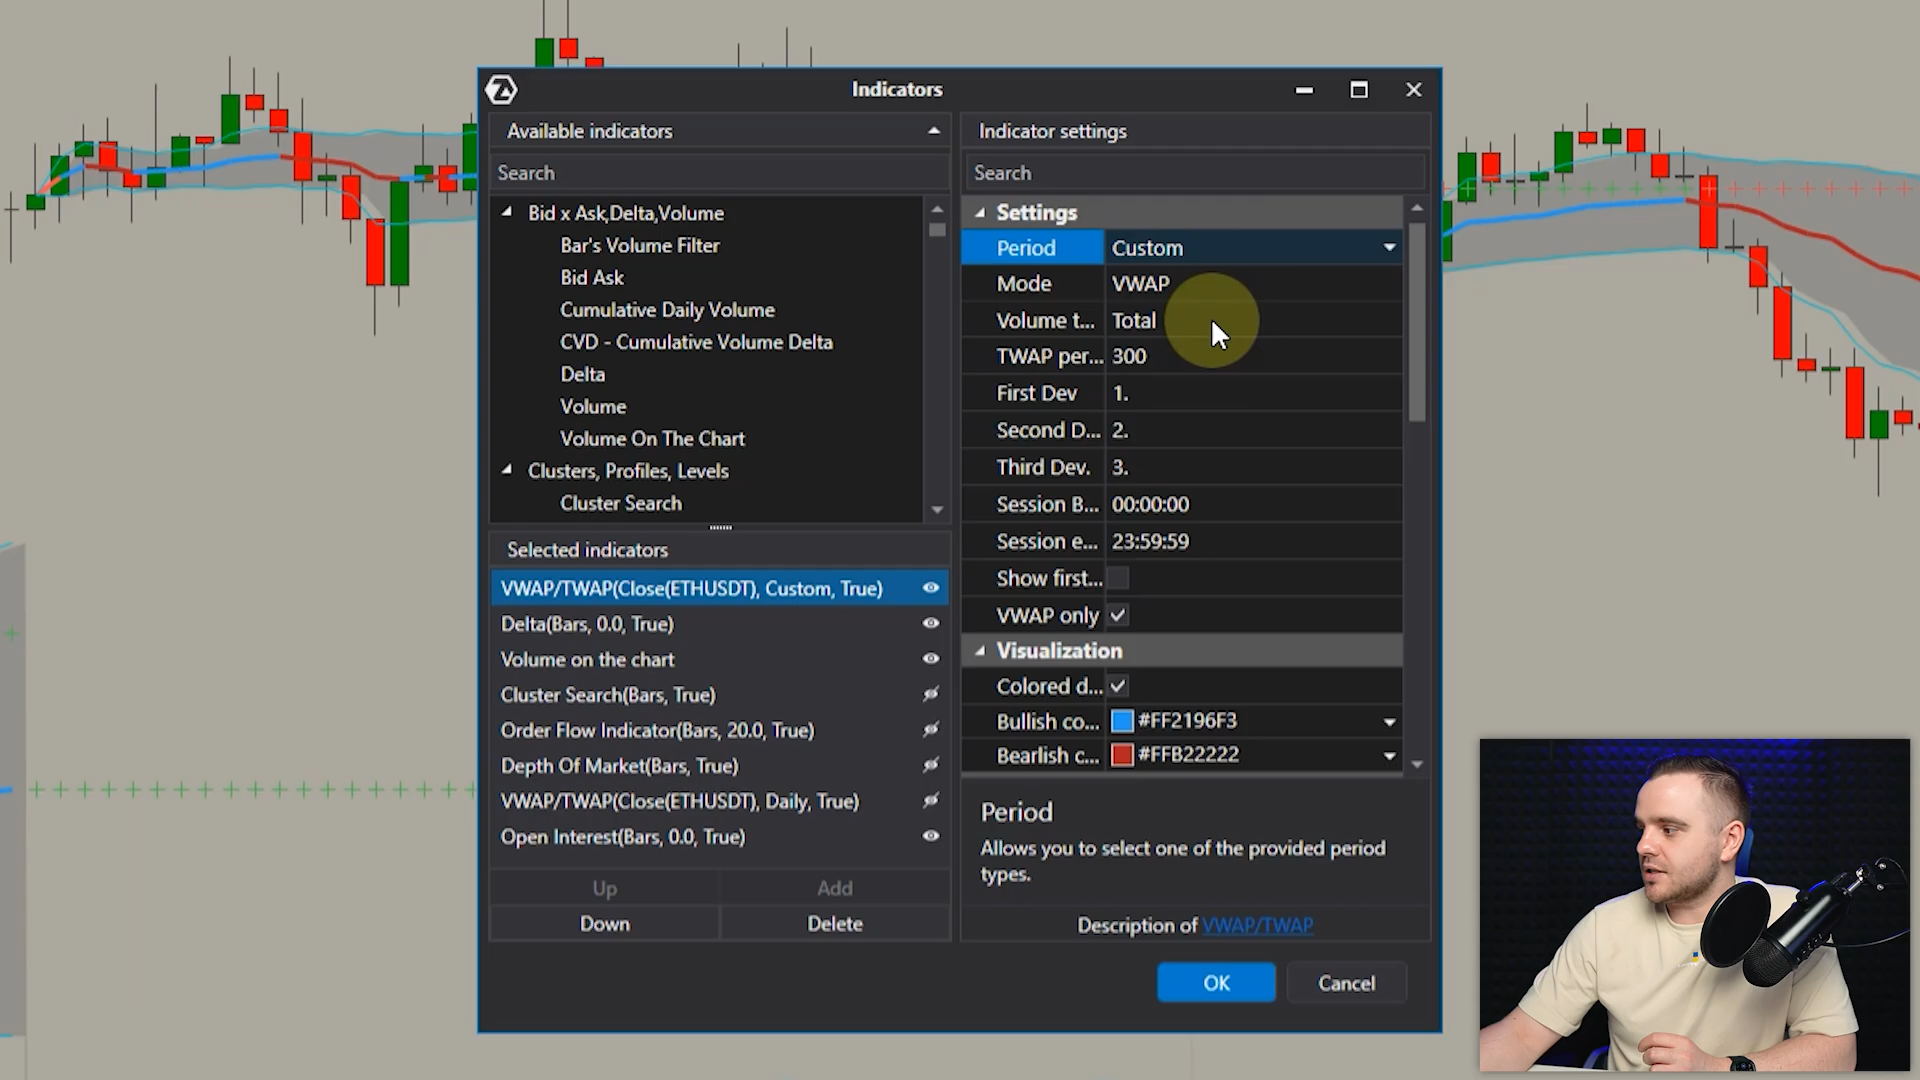 Indicators
Available indicators
Search
Bid x Ask,Delta,Volume
Bar's Volume Filter
Bid Ask
Cumulative Daily Volume
CVD - Cumulative Volume Delta
Delta
Volume
Volume On The Chart
Clusters, Profiles, Levels
Cluster Search
Selected indicators
VWAP/TWAP(Close(ETHUSDT), Custom, True)
Delta(Bars, 0.0, True)
Volume on the chart
Cluster Search(Bars, True)
Order Flow Indicator(Bars, 20.0, True)
Depth Of Market(Bars, True)
VWAP/TWAP(Close(ETHUSDT), Daily, True)
Open Interest(Bars, 0.0, True)
Up Add
Down Delete
Indicator settings
Search
Settings
Period Custom
Mode VWAP
Volume t... Total
TWAP per... 300
First Dev 1.
Second D... 2.
Third Dev. 3.
Session B... 00:00:00
Session e... 23:59:59
Show first...
VWAP only
Visualization
Colored d...
Bullish co... #FF2196F3
Bearlish c... #FFB22222
Period
Allows you to select one of the provided period
types.
Description of VWAP/TWAP
OK Cancel